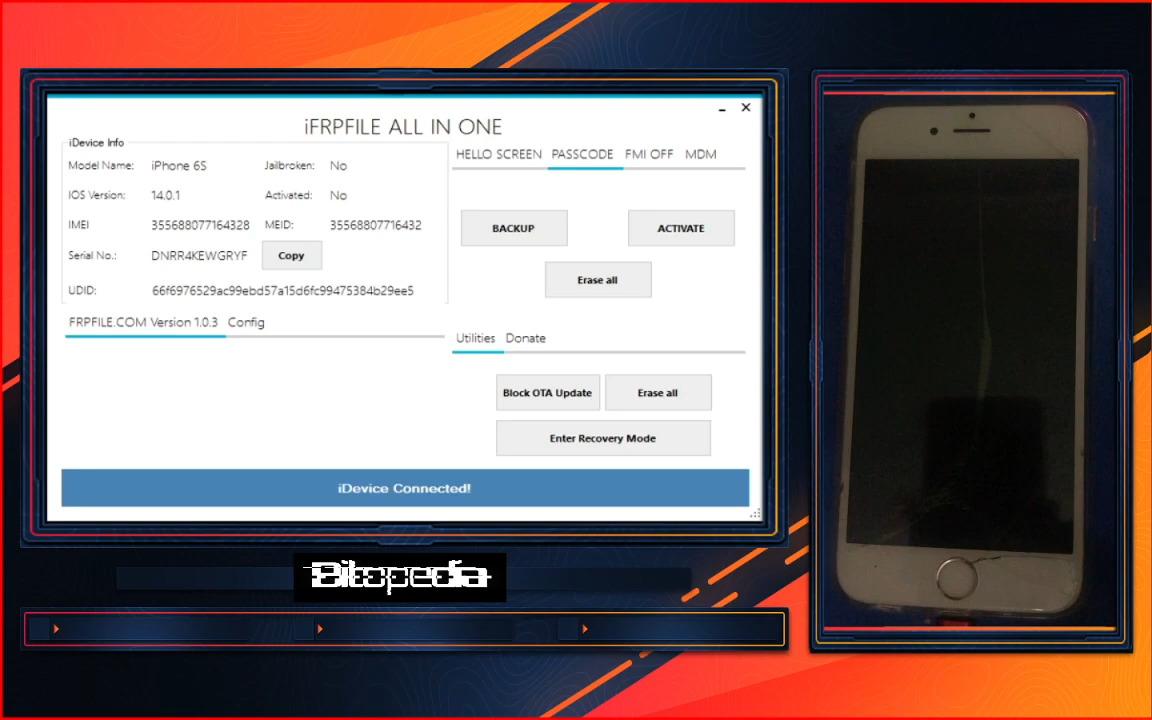 iFRPFILE ALL IN ONE
iDevice Info
Model Name: iPhone 6S Jailbroken: No
IOS Version: 14.0.1 Activated: No
IMEI 355688077164328 MEID: 35568807716432
Serial No.: DNRR4KEWGRYF Copy
UDID: 66f6976529ac99ebd57a15d6fc99475384b29ee5
FRPFILE.COM Version 1.0.3 Config
HELLO SCREEN PASSCODE FMI OFF MDM
BACKUP ACTIVATE
Erase all
Utilities Donate
Block OTA Update Erase all
Enter Recovery Mode
iDevice Connected!
Bitopedia